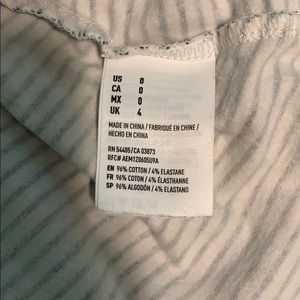 US 0
CA 0
MX 0
UK 4
MADE IN CHINA / FABRIQUÉ EN CHINE /
HECHO EN CHINA
RN 54485/CA 03873
RFC# AEM12060509A
EN 96% COTTON / 4% ELASTANE
FR 96% COTON / 4% ÉLASTHANNE
SP 96% ALGODÓN / 4% ELASTANO